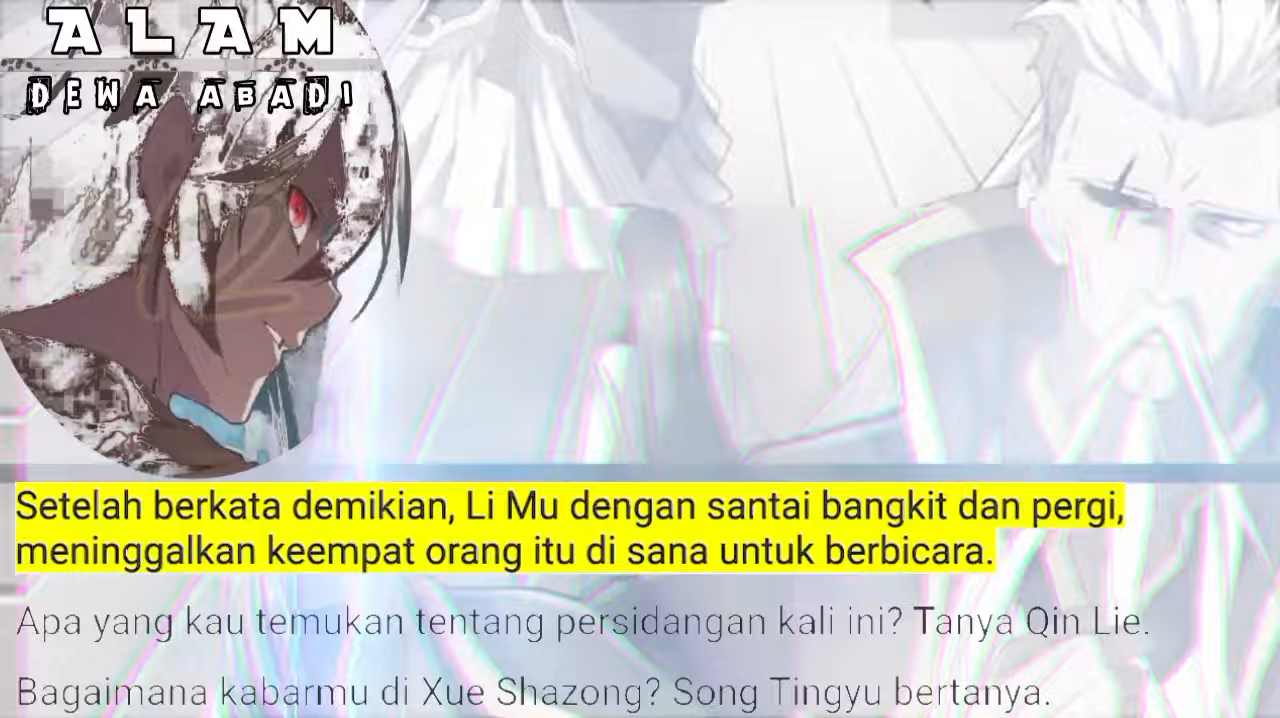 ALAM
DEWA ABADI
Setelah berkata demikian, Li Mu dengan santai bangkit dan pergi,
meninggalkan keempat orang itu di sana untuk berbicara.
Apa yang kau temukan tentang persidangan kali ini? Tanya Qin Lie.
Bagaimana kabarmu di Xue Shazong? Song Tingyu bertanya.